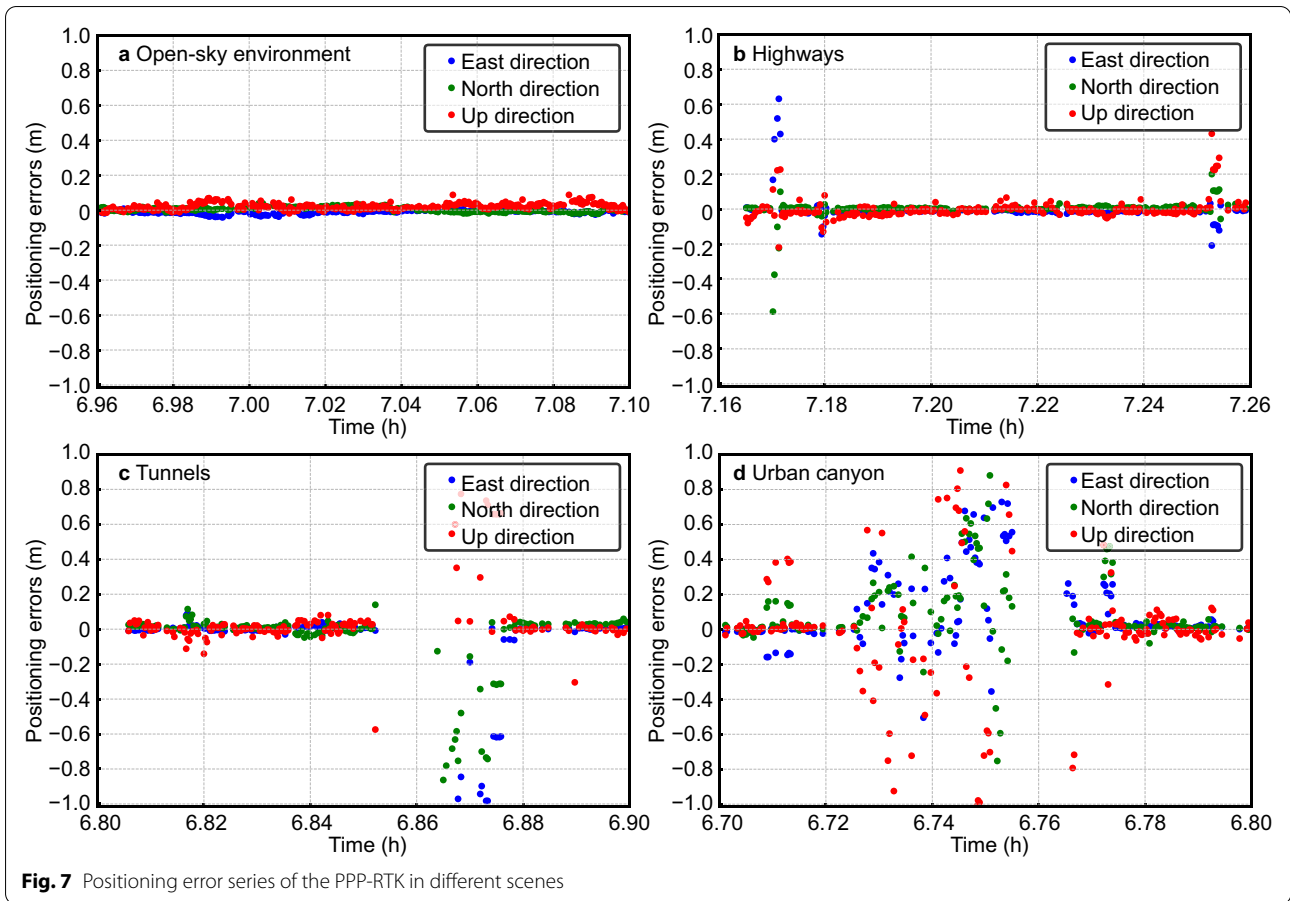 a Open-sky environment
East direction
North direction
Up direction
Positioning errors (m)
1.0
0.8
0.6
0.4
0.2
0
−0.2
−0.4
−0.6
−0.8
−1.0
6.96 6.98 7.00 7.02 7.04 7.06 7.08 7.10
Time (h)
b Highways
East direction
North direction
Up direction
Positioning errors (m)
1.0
0.8
0.6
0.4
0.2
0
−0.2
−0.4
−0.6
−0.8
−1.0
7.16 7.18 7.20 7.22 7.24 7.26
Time (h)
c Tunnels
East direction
North direction
Up direction
Positioning errors (m)
1.0
0.8
0.6
0.4
0.2
0
−0.2
−0.4
−0.6
−0.8
−1.0
6.80 6.82 6.84 6.86 6.88 6.90
Time (h)
d Urban canyon
East direction
North direction
Up direction
Positioning errors (m)
1.0
0.8
0.6
0.4
0.2
0
−0.2
−0.4
−0.6
−0.8
−1.0
6.70 6.72 6.74 6.76 6.78 6.80
Time (h)
Fig. 7 Positioning error series of the PPP-RTK in different scenes